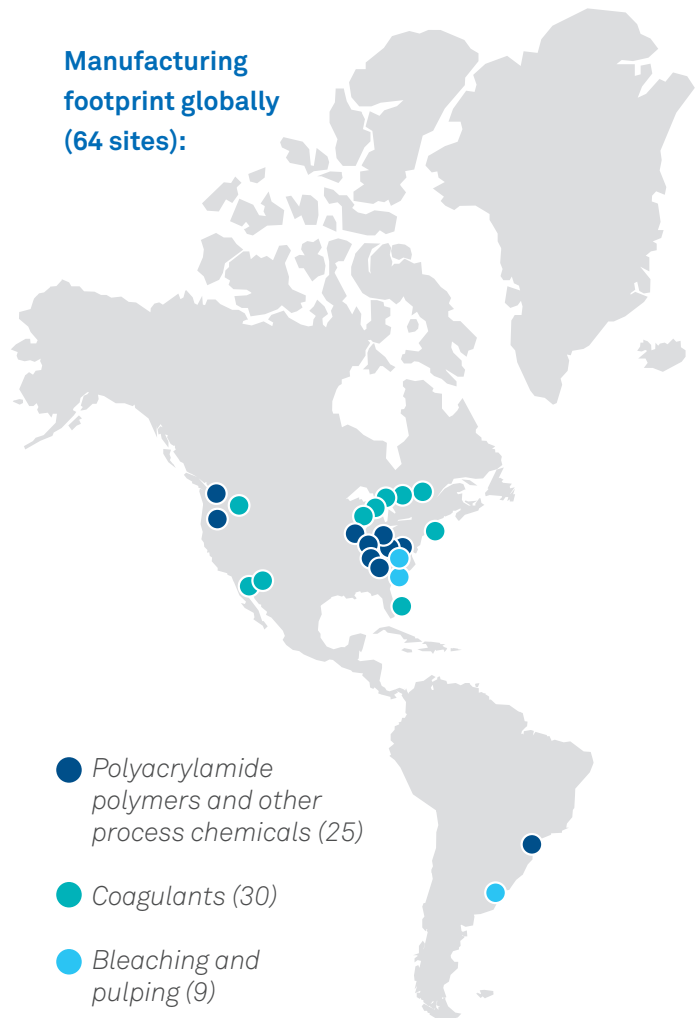 Manufacturing
footprint globally
(64 sites):
Polyacrylamide
polymers and other
process chemicals (25)
Coagulants (30)
Bleaching and
pulping (9)